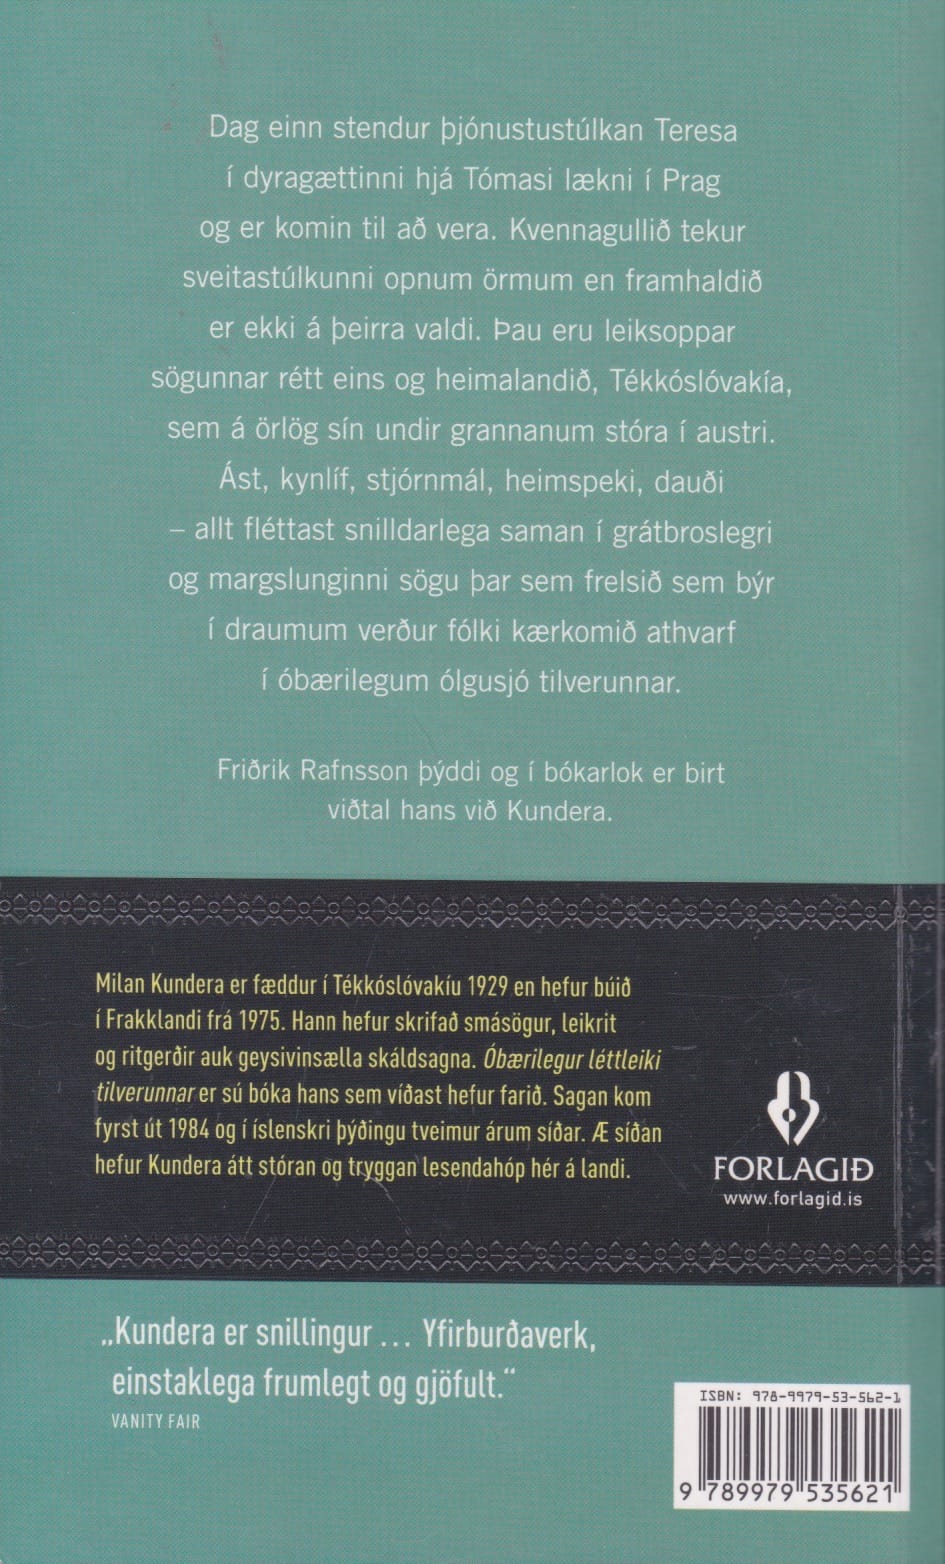 Dag einn stendur þjónustustúlkan Teresa
í dyragættinni hjá Tómasi lækni í Prag
og er komin til að vera. Kvennagullið tekur
sveitastúlkunni opnum örmum en framhaldið
er ekki á þeirra valdi. Þau eru leiksoppar
sögunnar rétt eins og heimalandið, Tékkóslóvakía,
sem á örlög sín undir grannanum stóra í austri.
Ást, kynlíf, stjórnmál, heimspeki, dauði
– allt fléttast snilldarlega saman í grátbroslegri
og margslunginni sögu þar sem frelsið sem býr
í draumum verður fólki kærkomið athvarf
í óbærilegum ólgusjó tilverunnar.
Friðrik Rafnsson þýddi og í bókarlok er birt
viðtal hans við Kundera.
Milan Kundera er fæddur í Tékkóslóvakíu 1929 en hefur búið
í Frakklandi frá 1975. Hann hefur skrifað smásögur, leikrit
og ritgerðir auk geysivinsælla skáldsagna. Óbærilegur léttleiki
tilverunnar er sú bóka hans sem víðast hefur farið. Sagan kom
fyrst út 1984 og í íslenskri þýðingu tveimur árum síðar. Æ síðan
hefur Kundera átt stóran og tryggan lesendahóp hér á landi.
FORLAGIÐ
www.forlagid.is
„Kundera er snillingur ... Yfirburðaverk,
einstaklega frumlegt og gjöfult.“
VANITY FAIR
ISBN: 978-9979-53-562-1
9 789979 535621